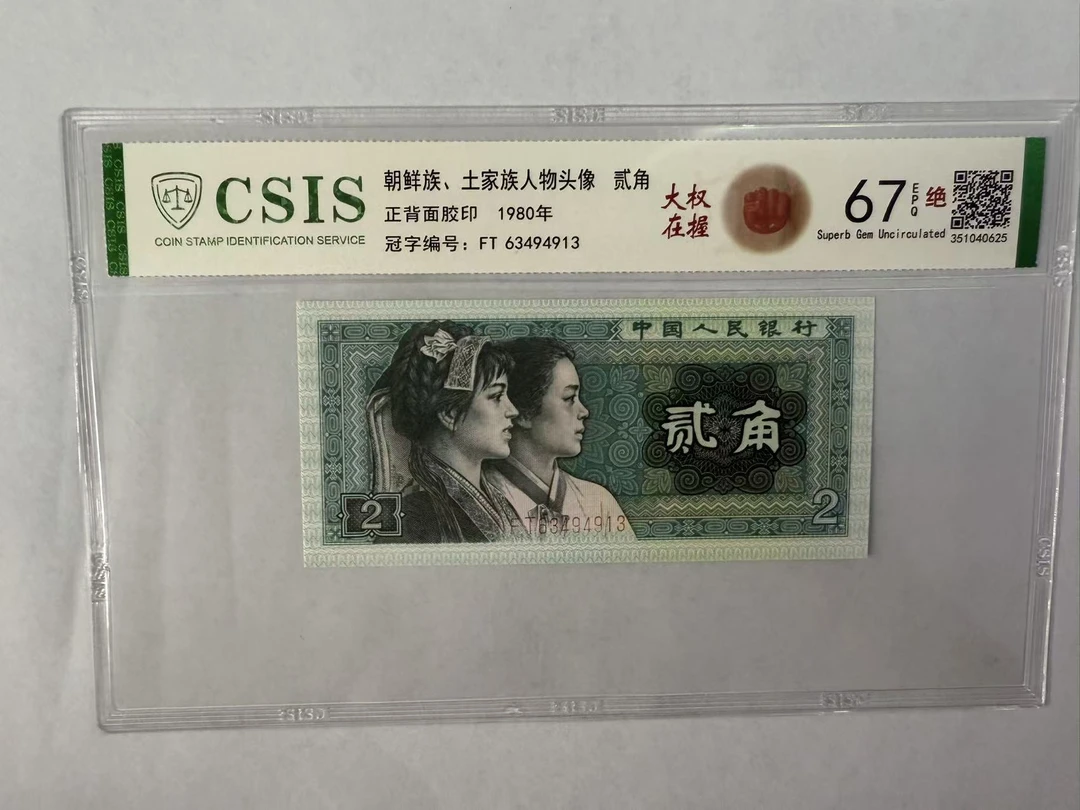 CSIS
COIN STAMP IDENTIFICATION SERVICE
朝鲜族、土家族人物头像 贰角
正背面胶印 1980年
冠字编号：FT 63494913
大权
在握
67 EPQ 绝
Superb Gem Uncirculated
351040625
中国人民银行
贰角
2
2
FT63494913